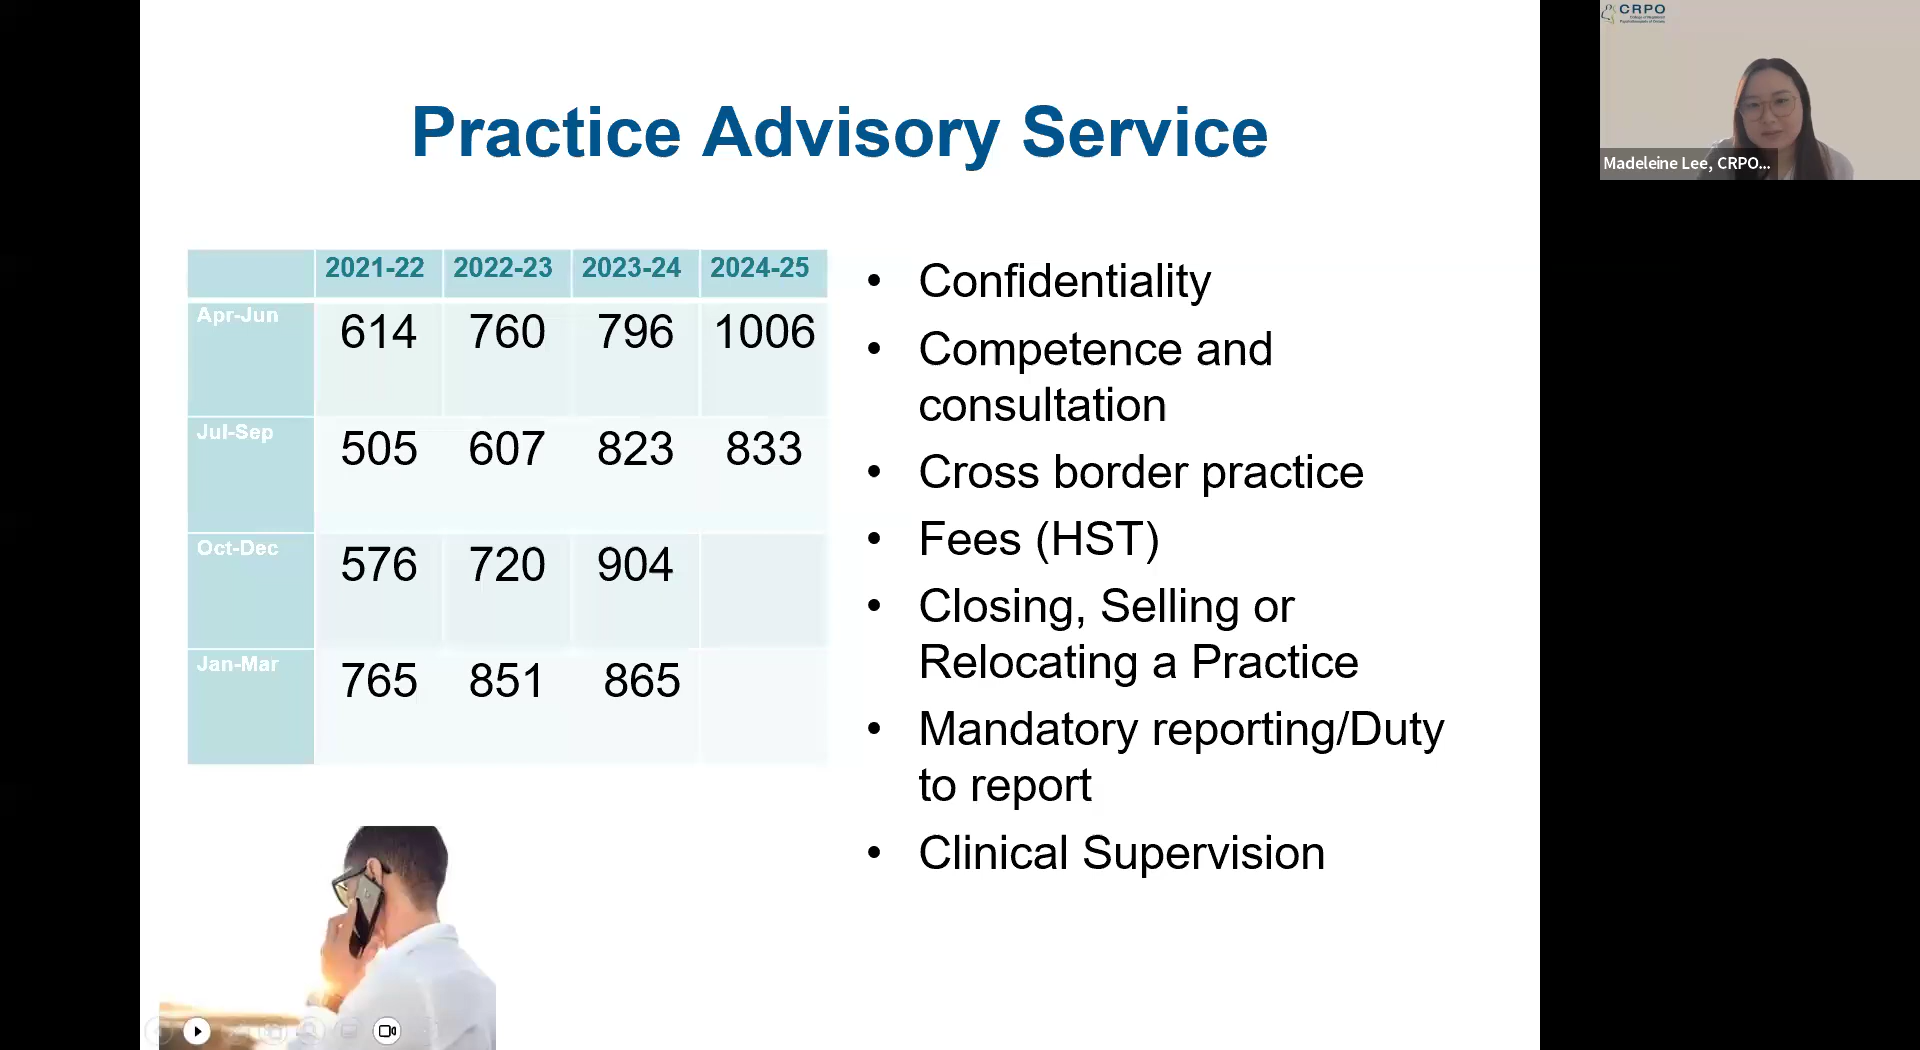 Practice Advisory Service
2021-22 2022-23 2023-24 2024-25
Apr-Jun 614 760 796 1006
Jul-Sep 505 607 823 833
Oct-Dec 576 720 904
Jan-Mar 765 851 865
• Confidentiality
• Competence and
consultation
• Cross border practice
• Fees (HST)
• Closing, Selling or
Relocating a Practice
• Mandatory reporting/Duty
to report
• Clinical Supervision
CRPO
Madeleine Lee, CRPO...